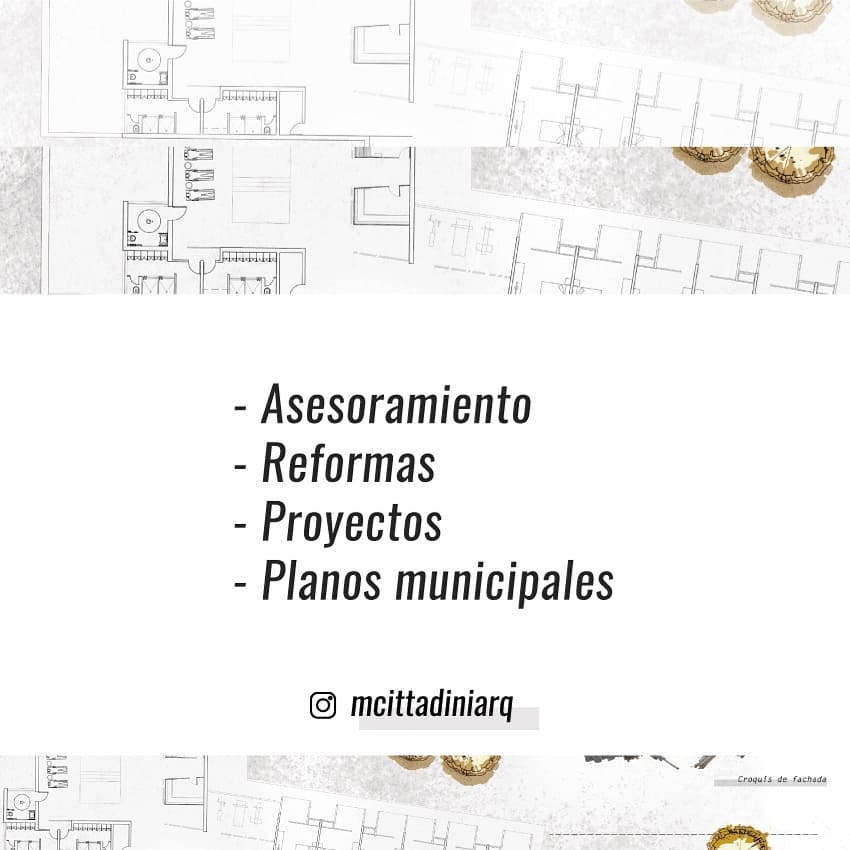 - Asesoramiento
- Reformas
- Proyectos
- Planos municipales
mcittadiniarq
Croquis de fachada